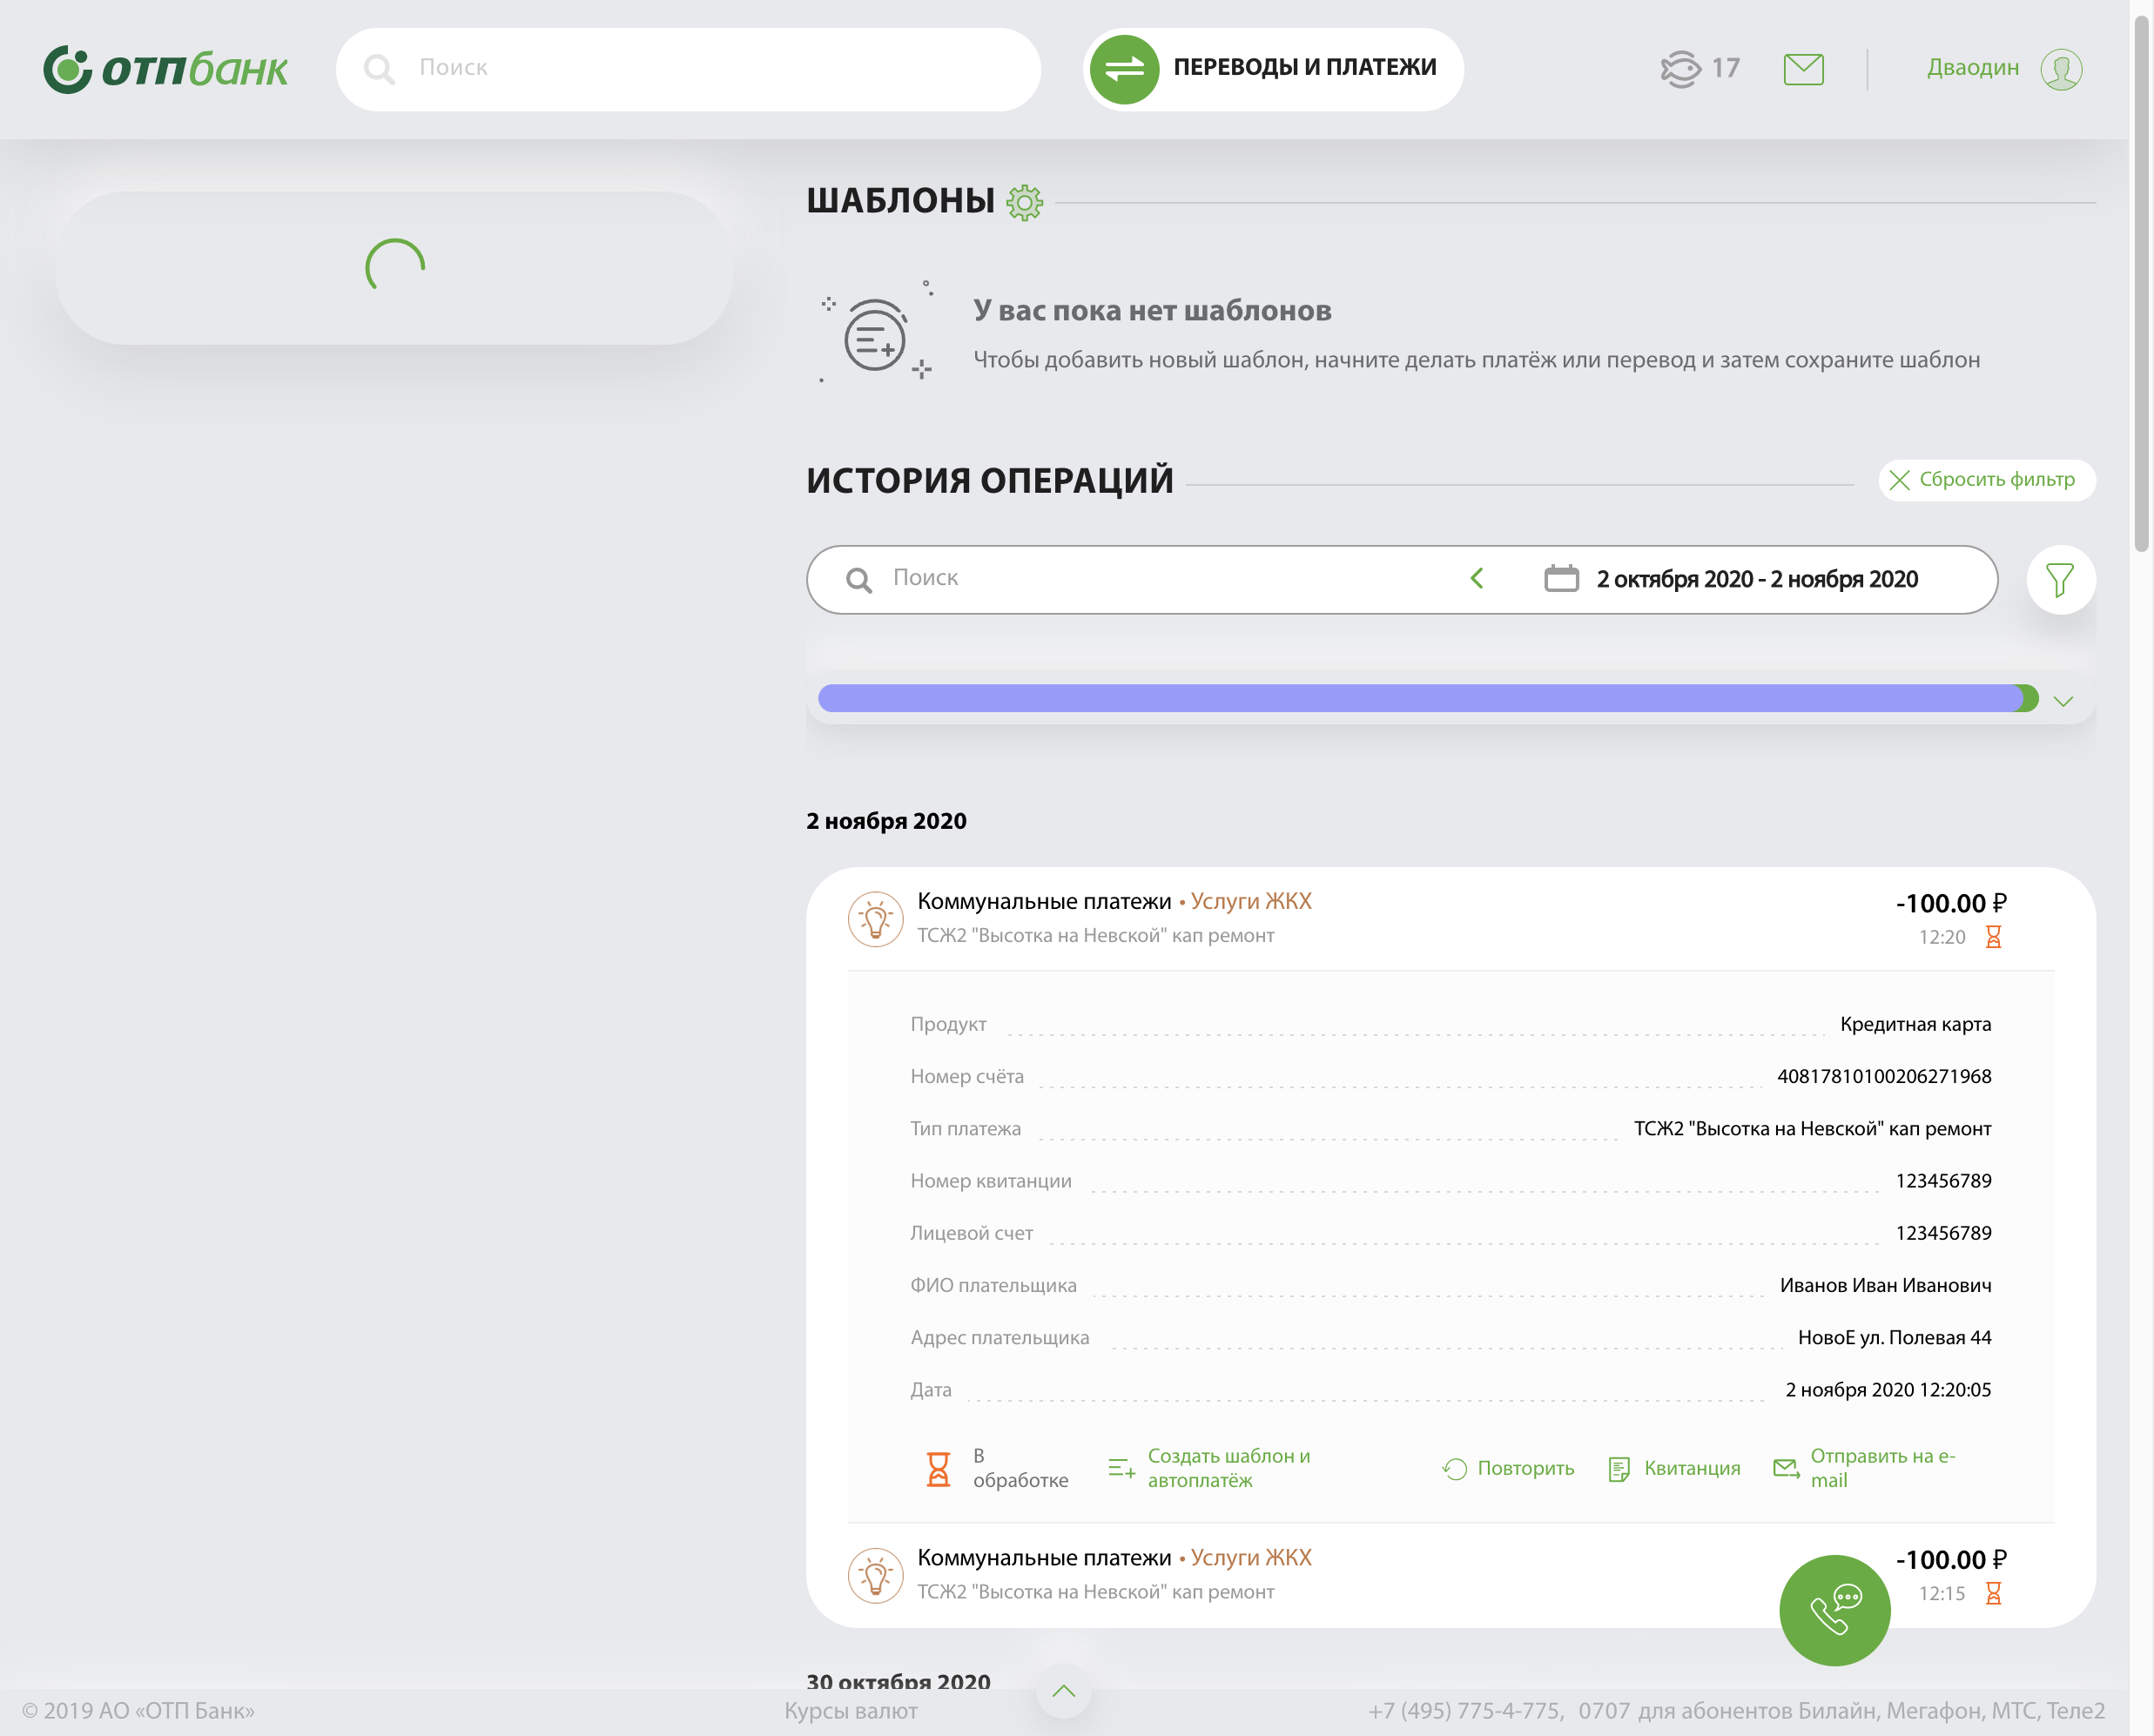 ОТПбанк
Поиск
ПЕРЕВОДЫ И ПЛАТЕЖИ
17
Дваодин
ШАБЛОНЫ
У вас пока нет шаблонов
Чтобы добавить новый шаблон, начните делать платёж или перевод и затем сохраните шаблон
ИСТОРИЯ ОПЕРАЦИЙ
Сбросить фильтр
Поиск
2 октября 2020 - 2 ноября 2020
2 ноября 2020
Коммунальные платежи • Услуги ЖКХ
-100.00 ₽
ТСЖ2 "Высотка на Невской" кап ремонт
12:20
Продукт Кредитная карта
Номер счёта 40817810100206271968
Тип платежа ТСЖ2 "Высотка на Невской" кап ремонт
Номер квитанции 123456789
Лицевой счет 123456789
ФИО плательщика Иванов Иван Иванович
Адрес плательщика НовоЕ ул. Полевая 44
Дата 2 ноября 2020 12:20:05
В
обработке
Создать шаблон и
автоплатёж
Повторить
Квитанция
Отправить на e-
mail
Коммунальные платежи • Услуги ЖКХ
-100.00 ₽
ТСЖ2 "Высотка на Невской" кап ремонт
12:15
30 октября 2020
© 2019 АО «ОТП Банк»
Курсы валют
+7 (495) 775-4-775, 0707 для абонентов Билайн, Мегафон, МТС, Теле2